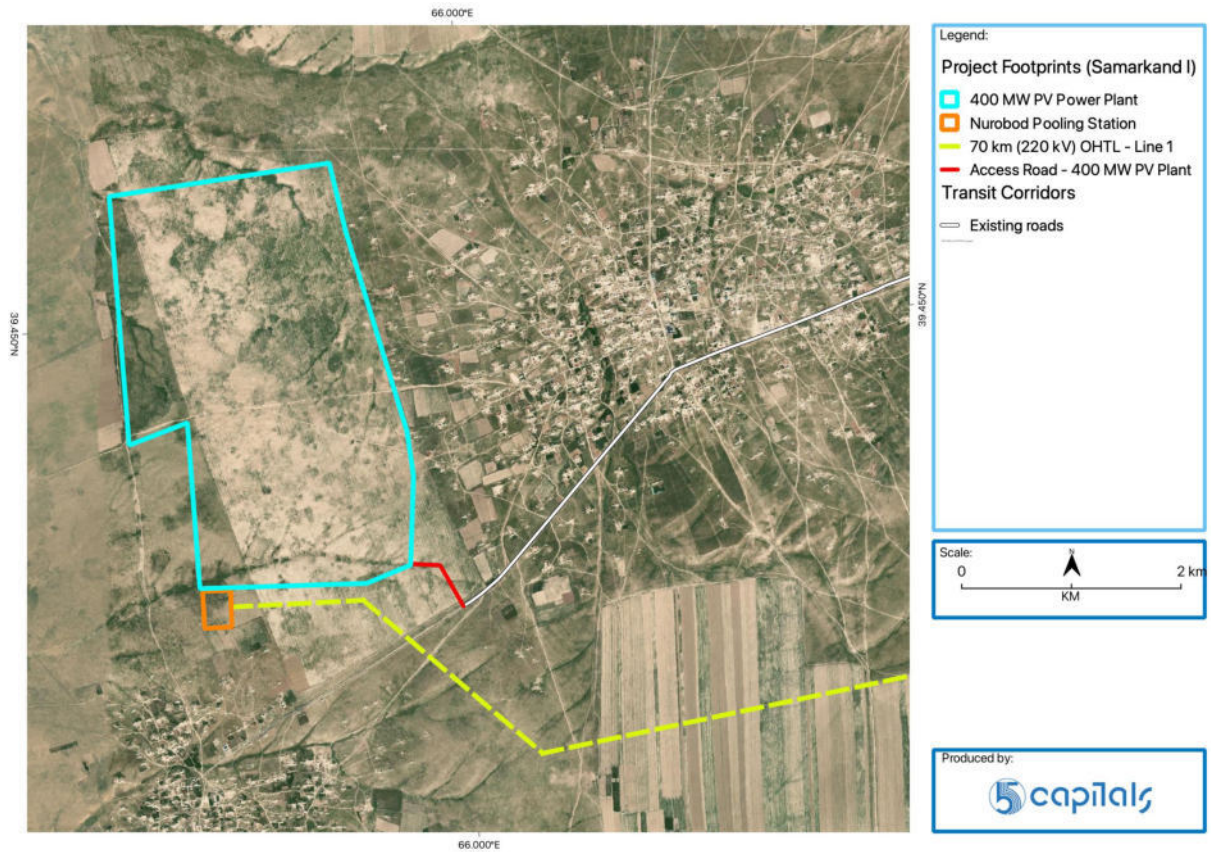 66.000°E
39.450°N
39.450°N
66.000°E
Legend:
Project Footprints (Samarkand I)
400 MW PV Power Plant
Nurobod Pooling Station
70 km (220 kV) OHTL - Line 1
Access Road - 400 MW PV Plant
Transit Corridors
Existing roads
Scale:
N
0 2 km
KM
Produced by:
5 capitals